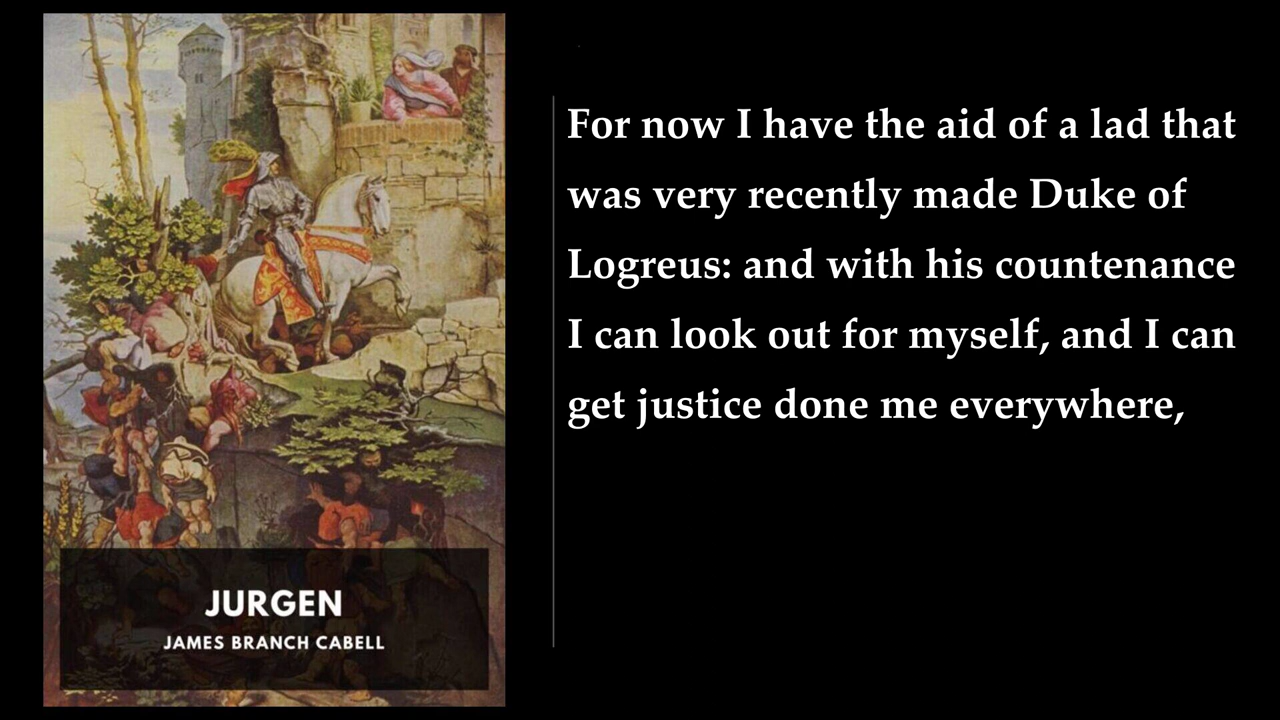 For now I have the aid of a lad that
was very recently made Duke of
Logreus: and with his countenance
I can look out for myself, and I can
get justice done me everywhere,
JURGEN
JAMES BRANCH CABELL